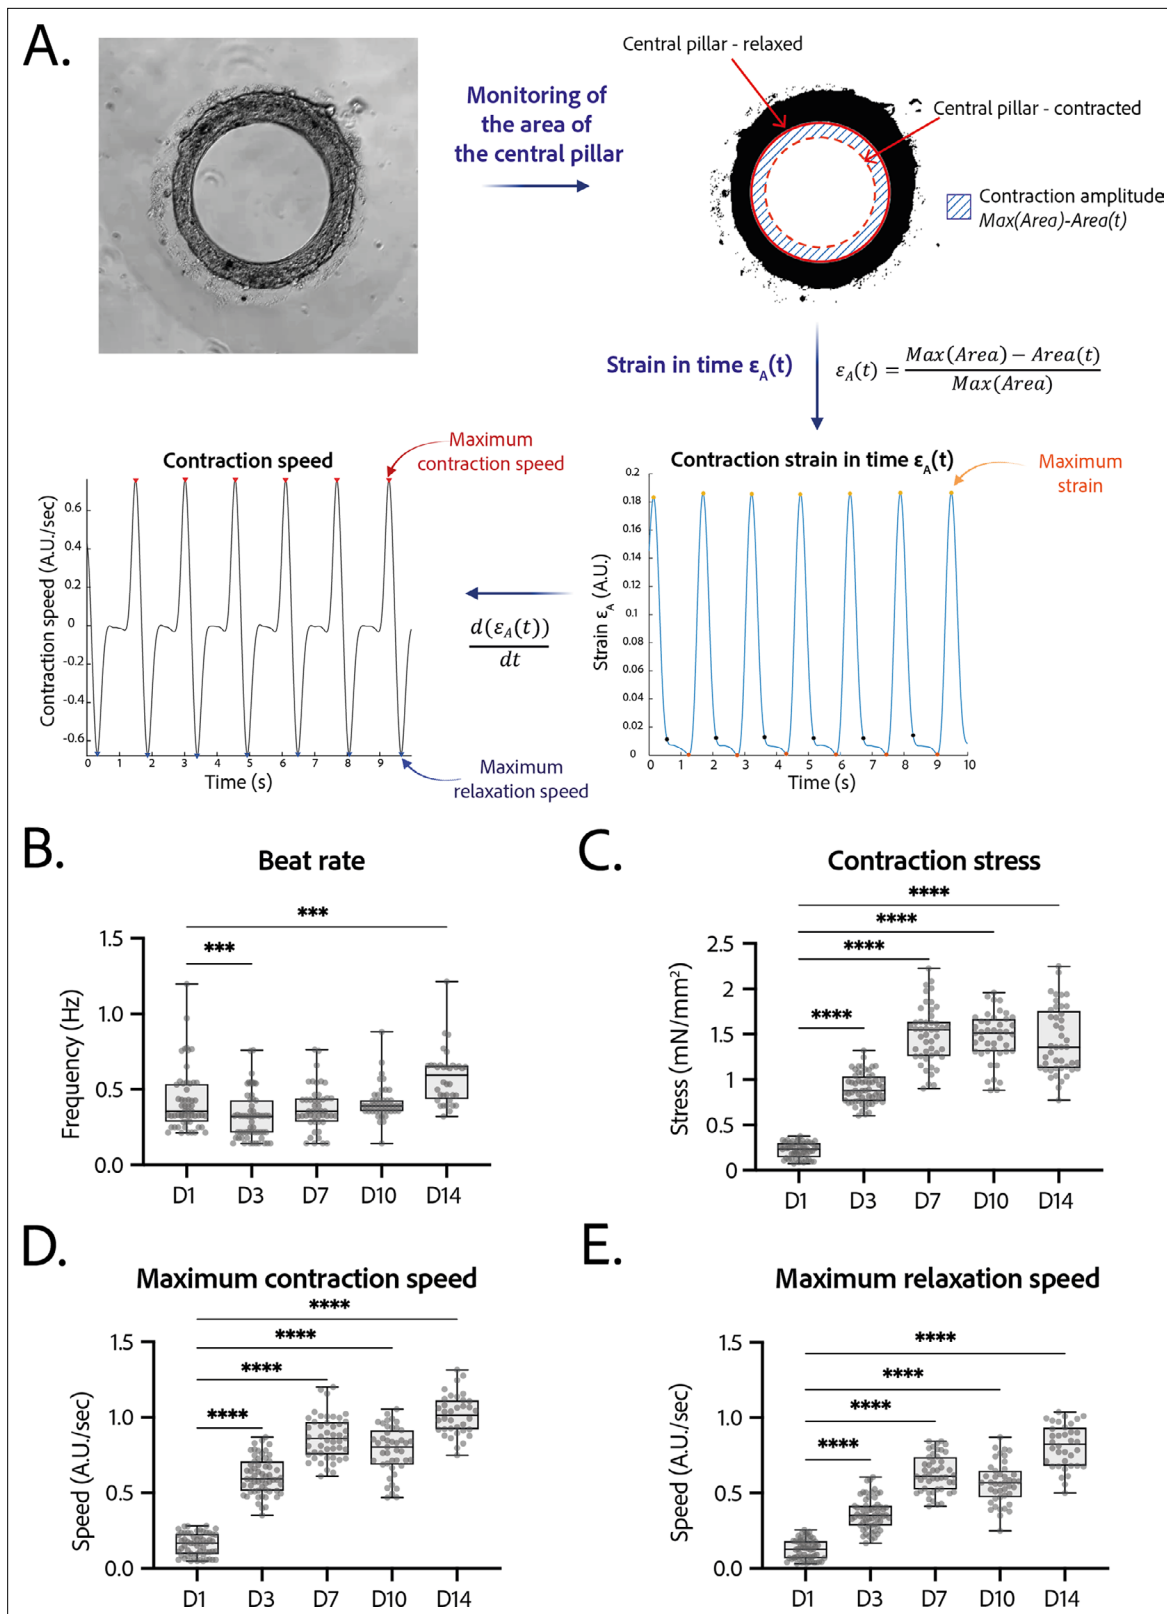 A.
Monitoring of
the area of
the central pillar
Central pillar - relaxed
Central pillar - contracted
Contraction amplitude
Max(Area)-Area(t)
Strain in time ε_A(t)
ε_A(t) = (Max(Area) − Area(t)) / Max(Area)
Contraction speed
Maximum
contraction speed
Contraction speed (A.U./sec)
0.6
0.4
0.2
0
-0.2
-0.4
-0.6
0 1 2 3 4 5 6 7 8 9
Time (s)
Maximum
relaxation speed
d(ε_A(t))
dt
Contraction strain in time ε_A(t)
Maximum
strain
Strain ε_A (A.U.)
0.2
0.18
0.16
0.14
0.12
0.1
0.08
0.06
0.04
0.02
0
0 1 2 3 4 5 6 7 8 9 10
Time (s)
B.
Beat rate
***
***
Frequency (Hz)
1.5
1.0
0.5
0.0
D1 D3 D7 D10 D14
C.
Contraction stress
****
****
****
****
Stress (mN/mm²)
2.5
2
1.5
1
0.5
0
D1 D3 D7 D10 D14
D.
Maximum contraction speed
****
****
****
****
Speed (A.U./sec)
1.5
1.0
0.5
0.0
D1 D3 D7 D10 D14
E.
Maximum relaxation speed
****
****
****
****
Speed (A.U./sec)
1.5
1.0
0.5
0.0
D1 D3 D7 D10 D14